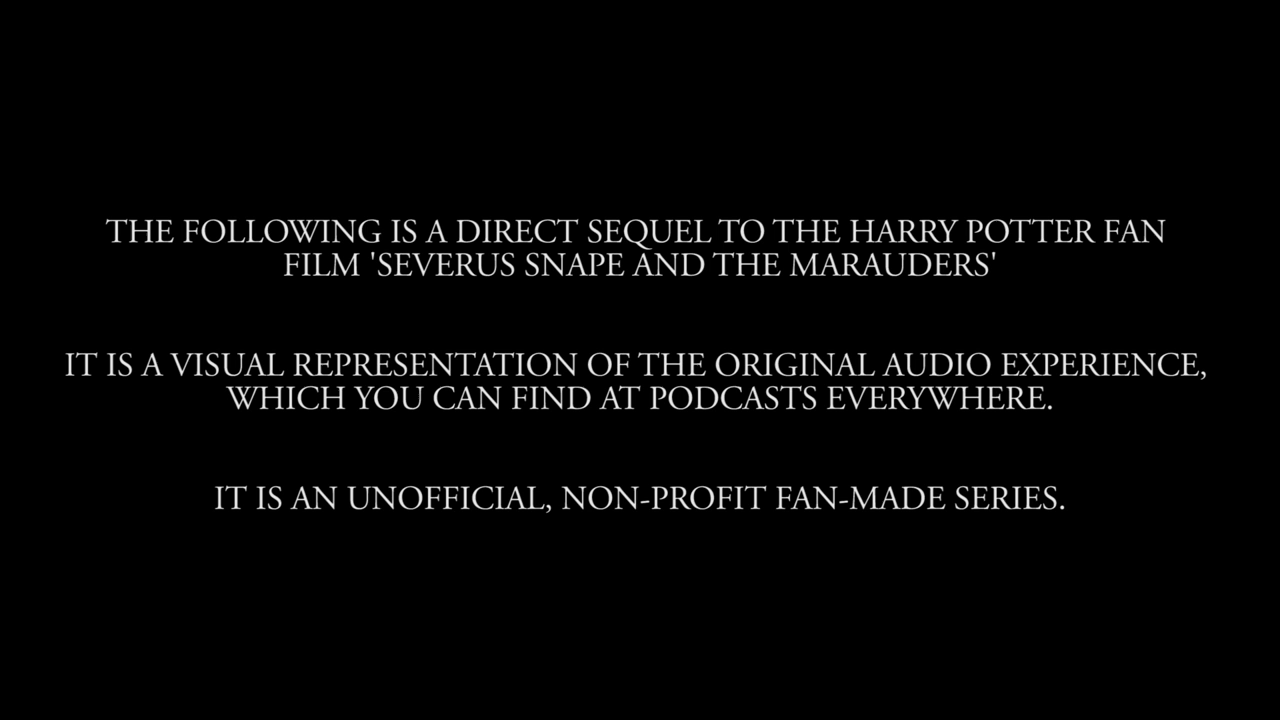 THE FOLLOWING IS A DIRECT SEQUEL TO THE HARRY POTTER FAN
FILM 'SEVERUS SNAPE AND THE MARAUDERS'
IT IS A VISUAL REPRESENTATION OF THE ORIGINAL AUDIO EXPERIENCE,
WHICH YOU CAN FIND AT PODCASTS EVERYWHERE.
IT IS AN UNOFFICIAL, NON-PROFIT FAN-MADE SERIES.